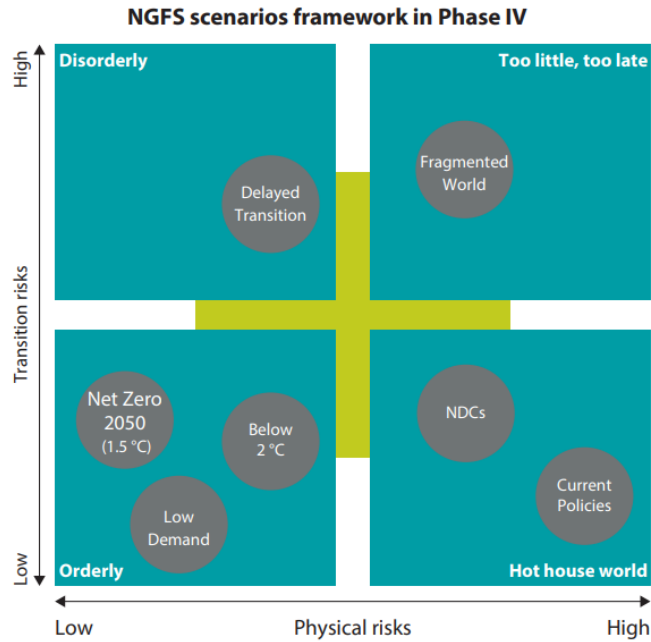 NGFS scenarios framework in Phase IV
High
Transition risks
Low
Disorderly
Too little, too late
Delayed
Transition
Fragmented
World
Net Zero
2050
(1.5 °C)
Below
2 °C
Low
Demand
NDCs
Current
Policies
Orderly
Hot house world
Low
Physical risks
High